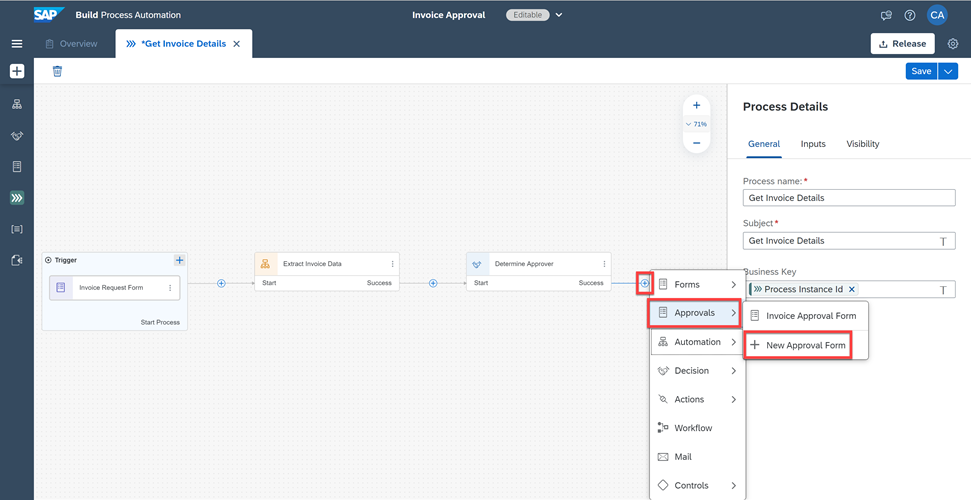 SAP Build Process Automation
Invoice Approval
Editable
CA
Overview
*Get Invoice Details
Release
Save
71%
Process Details
General Inputs Visibility
Process name:*
Get Invoice Details
Subject*
Get Invoice Details
Business Key
Process Instance Id
Trigger
Invoice Request Form
Start Process
Extract Invoice Data
Start Success
Determine Approver
Start Success
Forms
Approvals
Automation
Decision
Actions
Workflow
Mail
Controls
Invoice Approval Form
New Approval Form